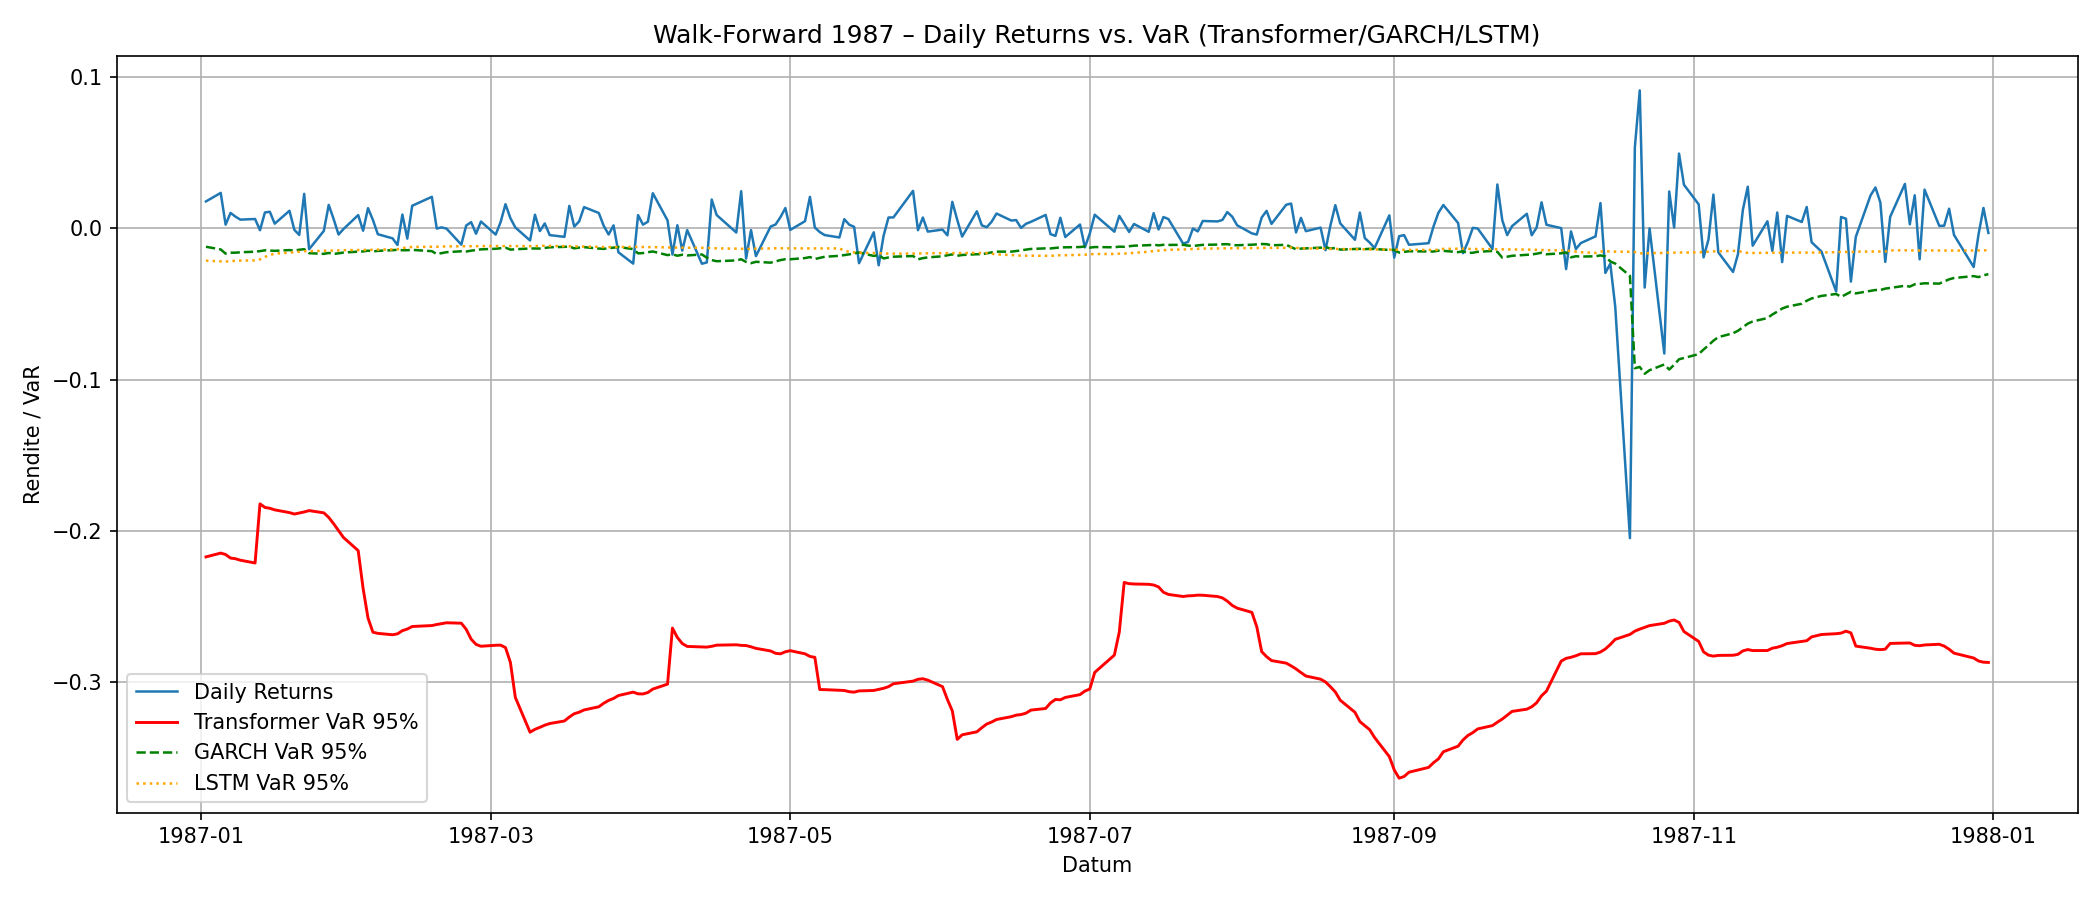 Walk-Forward 1987 – Daily Returns vs. VaR (Transformer/GARCH/LSTM)
Rendite / VaR
0.1
0.0
−0.1
−0.2
−0.3
Daily Returns
Transformer VaR 95%
GARCH VaR 95%
LSTM VaR 95%
1987-01
1987-03
1987-05
1987-07
1987-09
1987-11
1988-01
Datum